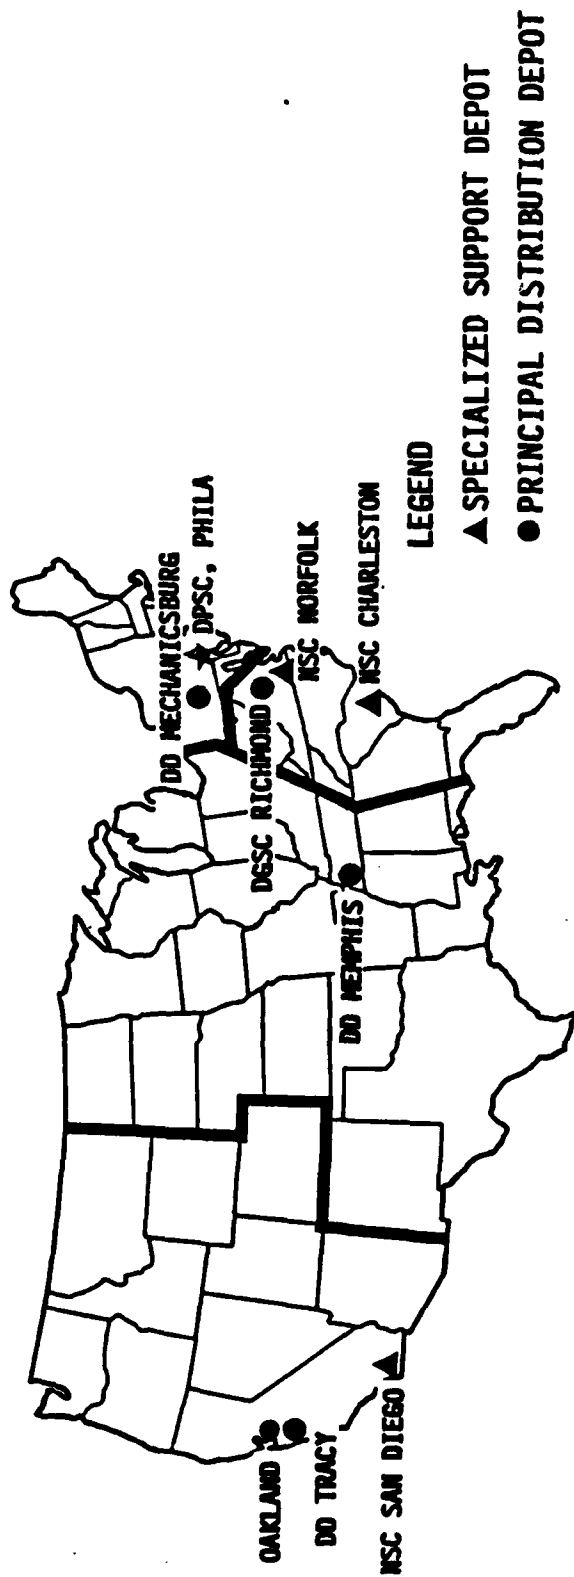 DD MECHANICSBURG
DPSC, PHILA
DGSC RICHMOND
NSC NORFOLK
DD MEMPHIS
NSC CHARLESTON
OAKLAND
DD TRACY
NSC SAN DIEGO
LEGEND
▲ SPECIALIZED SUPPORT DEPOT
● PRINCIPAL DISTRIBUTION DEPOT